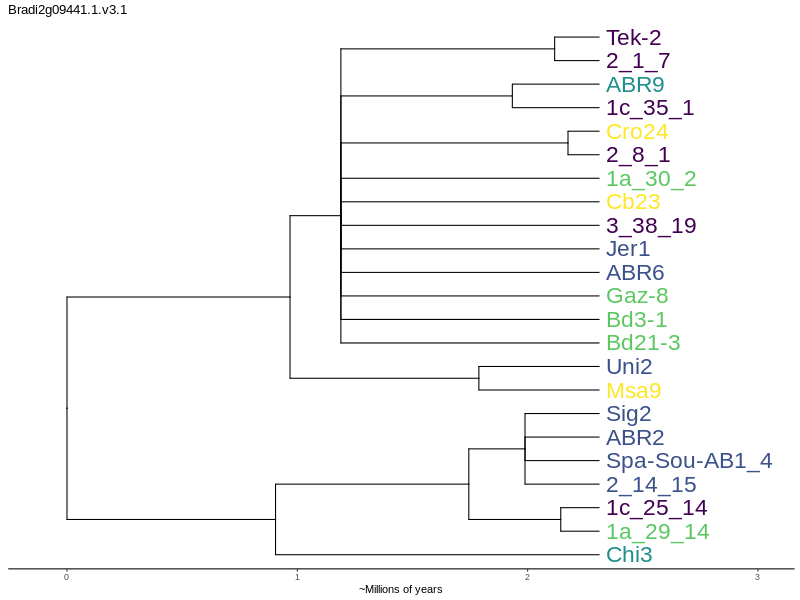 Bradi2g09441.1.v3.1
Tek-2
2_1_7
ABR9
1c_35_1
Cro24
2_8_1
1a_30_2
Cb23
3_38_19
Jer1
ABR6
Gaz-8
Bd3-1
Bd21-3
Uni2
Msa9
Sig2
ABR2
Spa-Sou-AB1_4
2_14_15
1c_25_14
1a_29_14
Chi3
0 1 2 3
~Millions of years